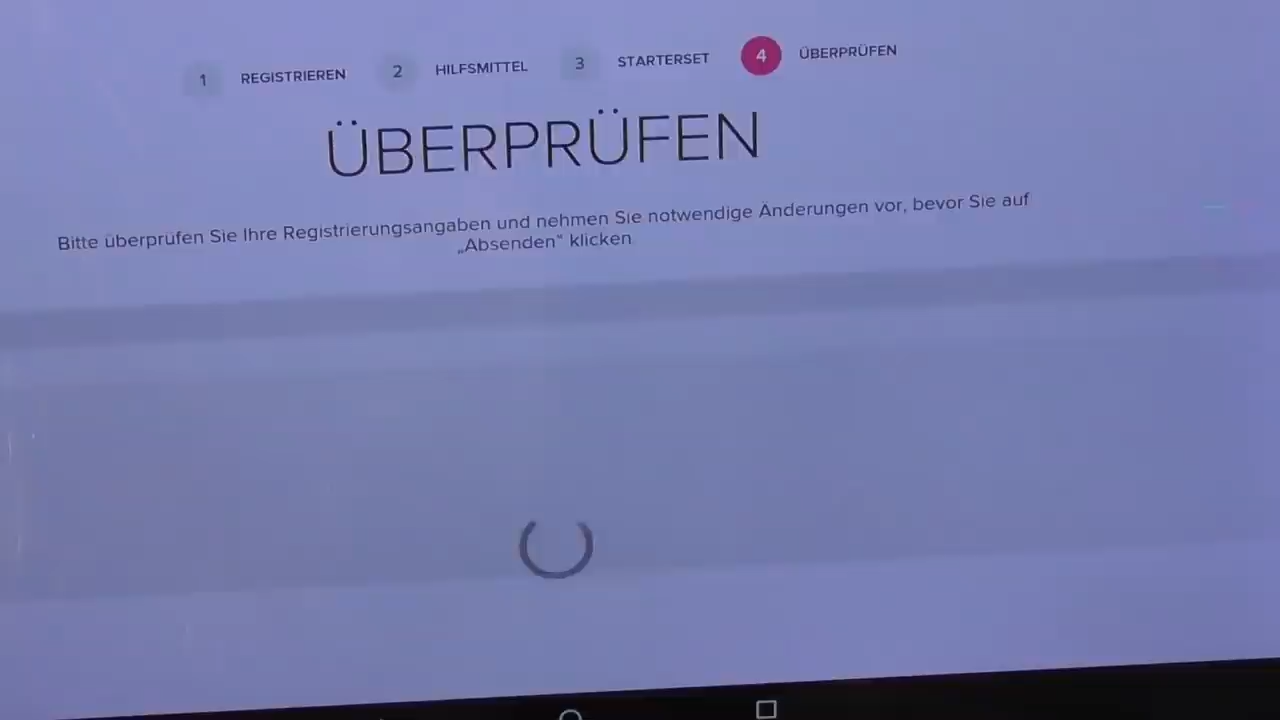 1 REGISTRIEREN 2 HILFSMITTEL 3 STARTERSET 4 ÜBERPRÜFEN
ÜBERPRÜFEN
Bitte überprüfen Sie Ihre Registrierungsangaben und nehmen Sie notwendige Änderungen vor, bevor Sie auf
„Absenden“ klicken